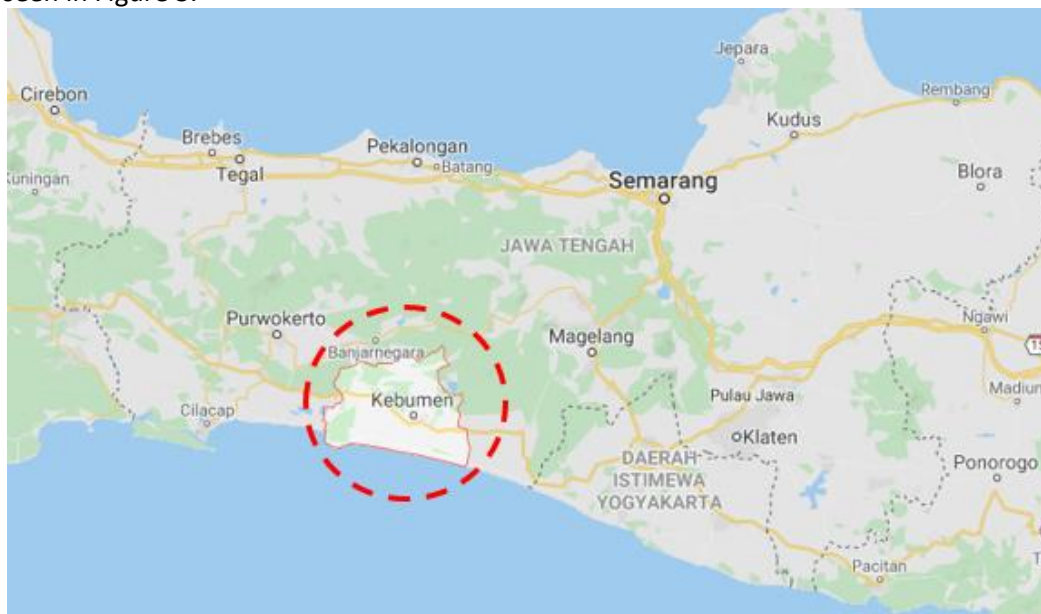 Jepara
Cirebon
Rembang
Brebes
Kudus
Pekalongan
Batang
Tegal
Kuningan
Semarang
Blora
JAWA TENGAH
Purwokerto
Ngawi
Magelang
Banjarnegara
Madiun
Pulau Jawa
Kebumen
Cilacap
Klaten
DAERAH
ISTIMEWA
YOGYAKARTA
Ponorogo
Pacitan